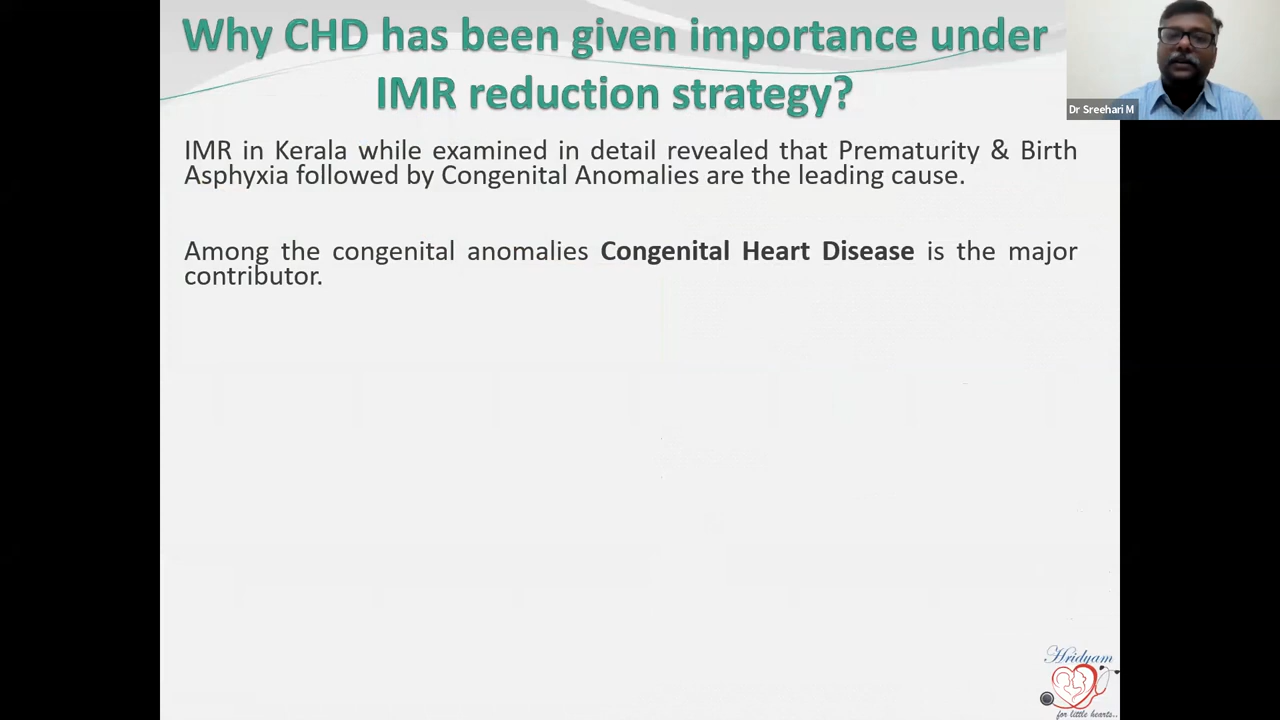 Why CHD has been given importance under
IMR reduction strategy?
Dr Sreehari M
IMR in Kerala while examined in detail revealed that Prematurity & Birth
Asphyxia followed by Congenital Anomalies are the leading cause.
Among the congenital anomalies Congenital Heart Disease is the major
contributor.
Hridyam
for little hearts..